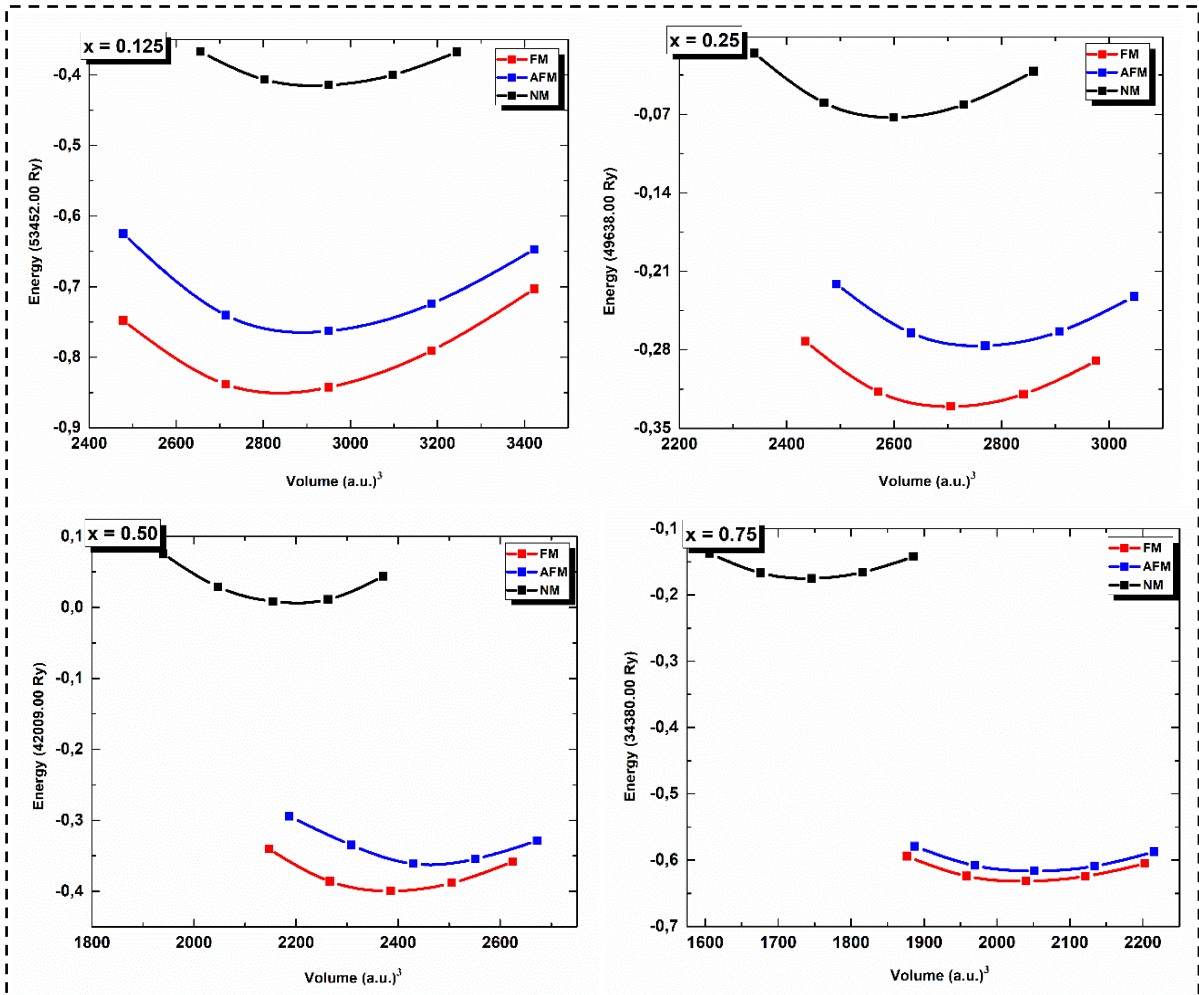 x = 0.125
FM
AFM
NM
-0,4
-0,5
-0,6
-0,7
-0,8
-0,9
2400 2600 2800 3000 3200 3400
Energy (53452.00 Ry)
Volume (a.u.)³
x = 0.25
FM
AFM
NM
-0,07
-0,14
-0,21
-0,28
-0,35
2200 2400 2600 2800 3000
Energy (49638.00 Ry)
Volume (a.u.)³
x = 0.50
FM
AFM
NM
0,1
0,0
-0,1
-0,2
-0,3
-0,4
1800 2000 2200 2400 2600
Energy (42009.00 Ry)
Volume (a.u.)³
x = 0.75
FM
AFM
NM
-0,1
-0,2
-0,3
-0,4
-0,5
-0,6
-0,7
1600 1700 1800 1900 2000 2100 2200
Energy (34380.00 Ry)
Volume (a.u.)³